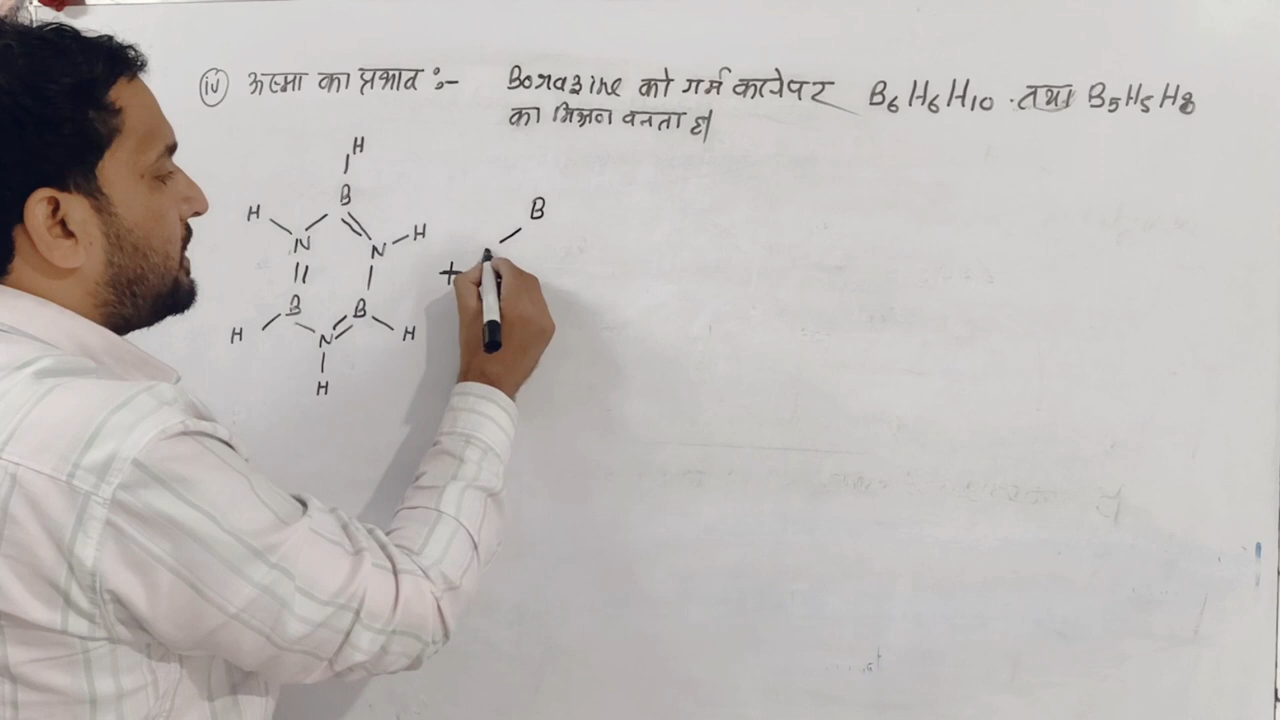 iv ऊष्मा का प्रभाव :- Borazine को गर्म करनेपर B6H6H10 . तथा B5H5H8
का मिश्रण बनता है।
H
B
H N N H
+ B
B B
H N H
H